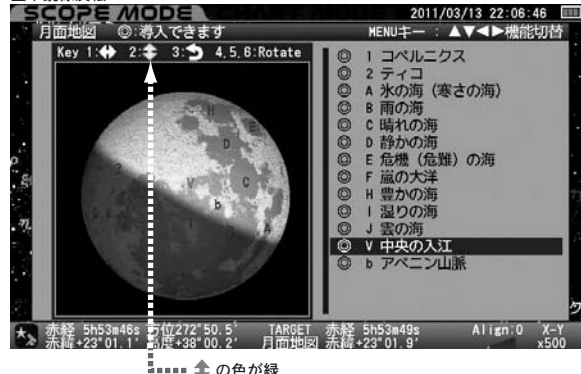 SCOPE MODE 2011/03/13 22:06:46
月面地図 ◎:導入できます MENUキー : ▲▼◀▶機能切替
Key 1: 2: 3: 4,5,6:Rotate
◎ 1 コペルニクス
◎ 2 ティコ
◎ A 氷の海 (寒さの海)
◎ B 雨の海
◎ C 晴れの海
◎ D 静かの海
◎ E 危機 (危難) の海
◎ F 嵐の大洋
◎ H 豊かの海
◎ I 湿りの海
◎ J 雲の海
◎ V 中央の入江
◎ b アペニン山脈
H
E
D
2
V
C
b
A
赤経 5h53m46s 方位272°50.5' TARGET 赤経 5h53m49s Align:0 X-Y
赤緯+23°01.1' 高度+38°00.2' 月面地図 赤緯+23°01.9' x500
の色が緑